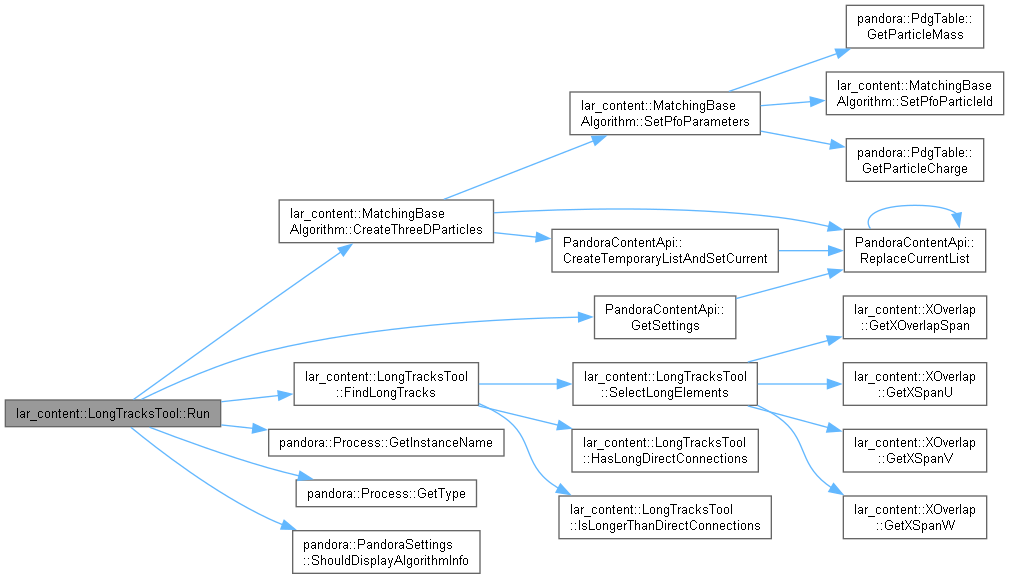 pandora::PdgTable::
GetParticleMass
lar_content::MatchingBase
Algorithm::SetPfoParticleId
lar_content::MatchingBase
Algorithm::SetPfoParameters
pandora::PdgTable::
GetParticleCharge
lar_content::MatchingBase
Algorithm::CreateThreeDParticles
PandoraContentApi::
CreateTemporaryListAndSetCurrent
PandoraContentApi::
ReplaceCurrentList
PandoraContentApi::
GetSettings
lar_content::XOverlap
::GetXOverlapSpan
lar_content::LongTracksTool
::FindLongTracks
lar_content::LongTracksTool
::SelectLongElements
lar_content::XOverlap
::GetXSpanU
lar_content::LongTracksTool::Run
pandora::Process::GetInstanceName
lar_content::LongTracksTool
::HasLongDirectConnections
lar_content::XOverlap
::GetXSpanV
pandora::Process::GetType
lar_content::LongTracksTool
::IsLongerThanDirectConnections
lar_content::XOverlap
::GetXSpanW
pandora::PandoraSettings
::ShouldDisplayAlgorithmInfo